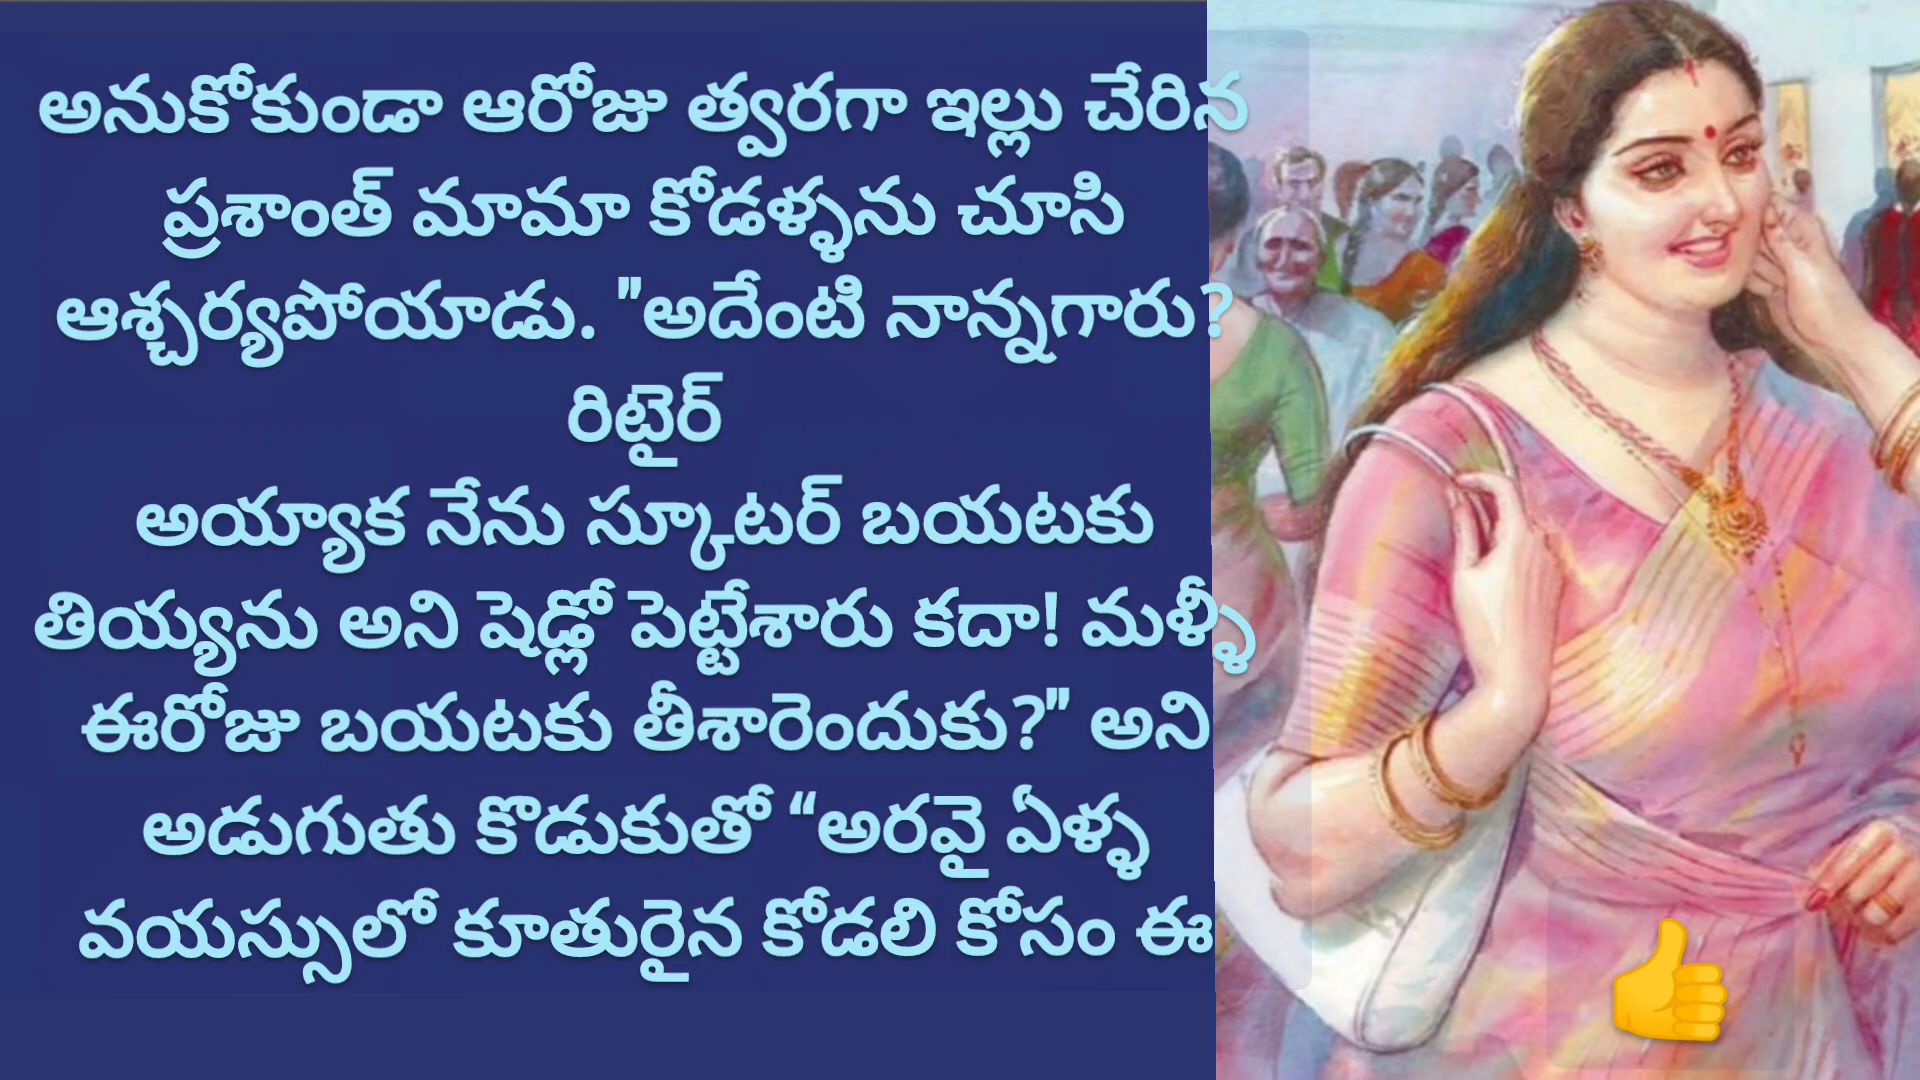 అనుకోకుండా ఆరోజు త్వరగా ఇల్లు చేరిన
ప్రశాంత్ మామా కోడళ్ళను చూసి
ఆశ్చర్యపోయాడు. "అదేంటి నాన్నగారు?
రిటైర్
అయ్యాక నేను స్కూటర్ బయటకు
తియ్యను అని షెడ్లో పెట్టేశారు కదా! మళ్ళీ
ఈరోజు బయటకు తీశారెందుకు?” అని
అడుగుతు కొడుకుతో “అరవై ఏళ్ళ
వయస్సులో కూతురైన కోడలి కోసం ఈ